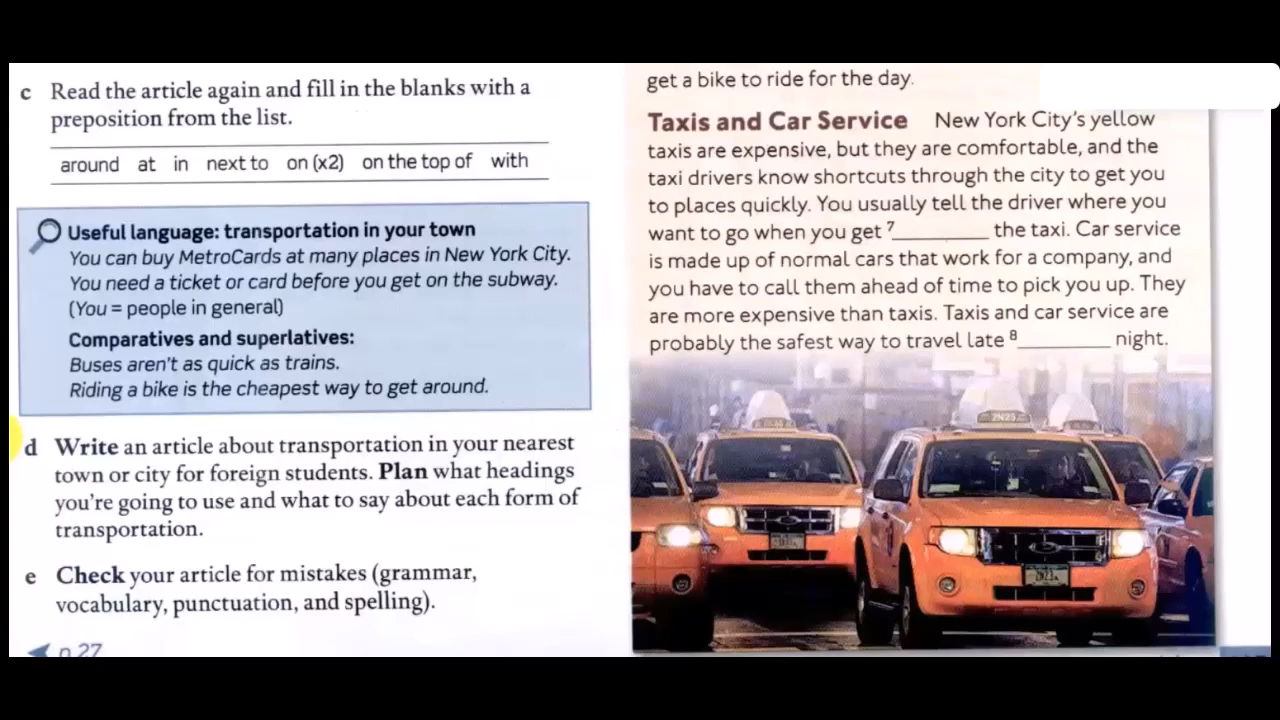 c Read the article again and fill in the blanks with a
preposition from the list.
around at in next to on (x2) on the top of with
Useful language: transportation in your town
You can buy MetroCards at many places in New York City.
You need a ticket or card before you get on the subway.
(You = people in general)
Comparatives and superlatives:
Buses aren't as quick as trains.
Riding a bike is the cheapest way to get around.
d Write an article about transportation in your nearest
town or city for foreign students. Plan what headings
you're going to use and what to say about each form of
transportation.
e Check your article for mistakes (grammar,
vocabulary, punctuation, and spelling).
p.27
get a bike to ride for the day.
Taxis and Car Service New York City's yellow
taxis are expensive, but they are comfortable, and the
taxi drivers know shortcuts through the city to get you
to places quickly. You usually tell the driver where you
want to go when you get 7__________ the taxi. Car service
is made up of normal cars that work for a company, and
you have to call them ahead of time to pick you up. They
are more expensive than taxis. Taxis and car service are
probably the safest way to travel late 8__________ night.